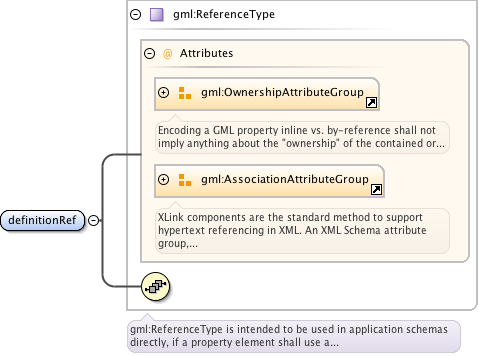 gml:ReferenceType
@ Attributes
gml:OwnershipAttributeGroup
Encoding a GML property inline vs. by-reference shall not
imply anything about the "ownership" of the contained or...
gml:AssociationAttributeGroup
XLink components are the standard method to support
hypertext referencing in XML. An XML Schema attribute
group,...
definitionRef
gml:ReferenceType is intended to be used in application schemas
directly, if a property element shall use a...